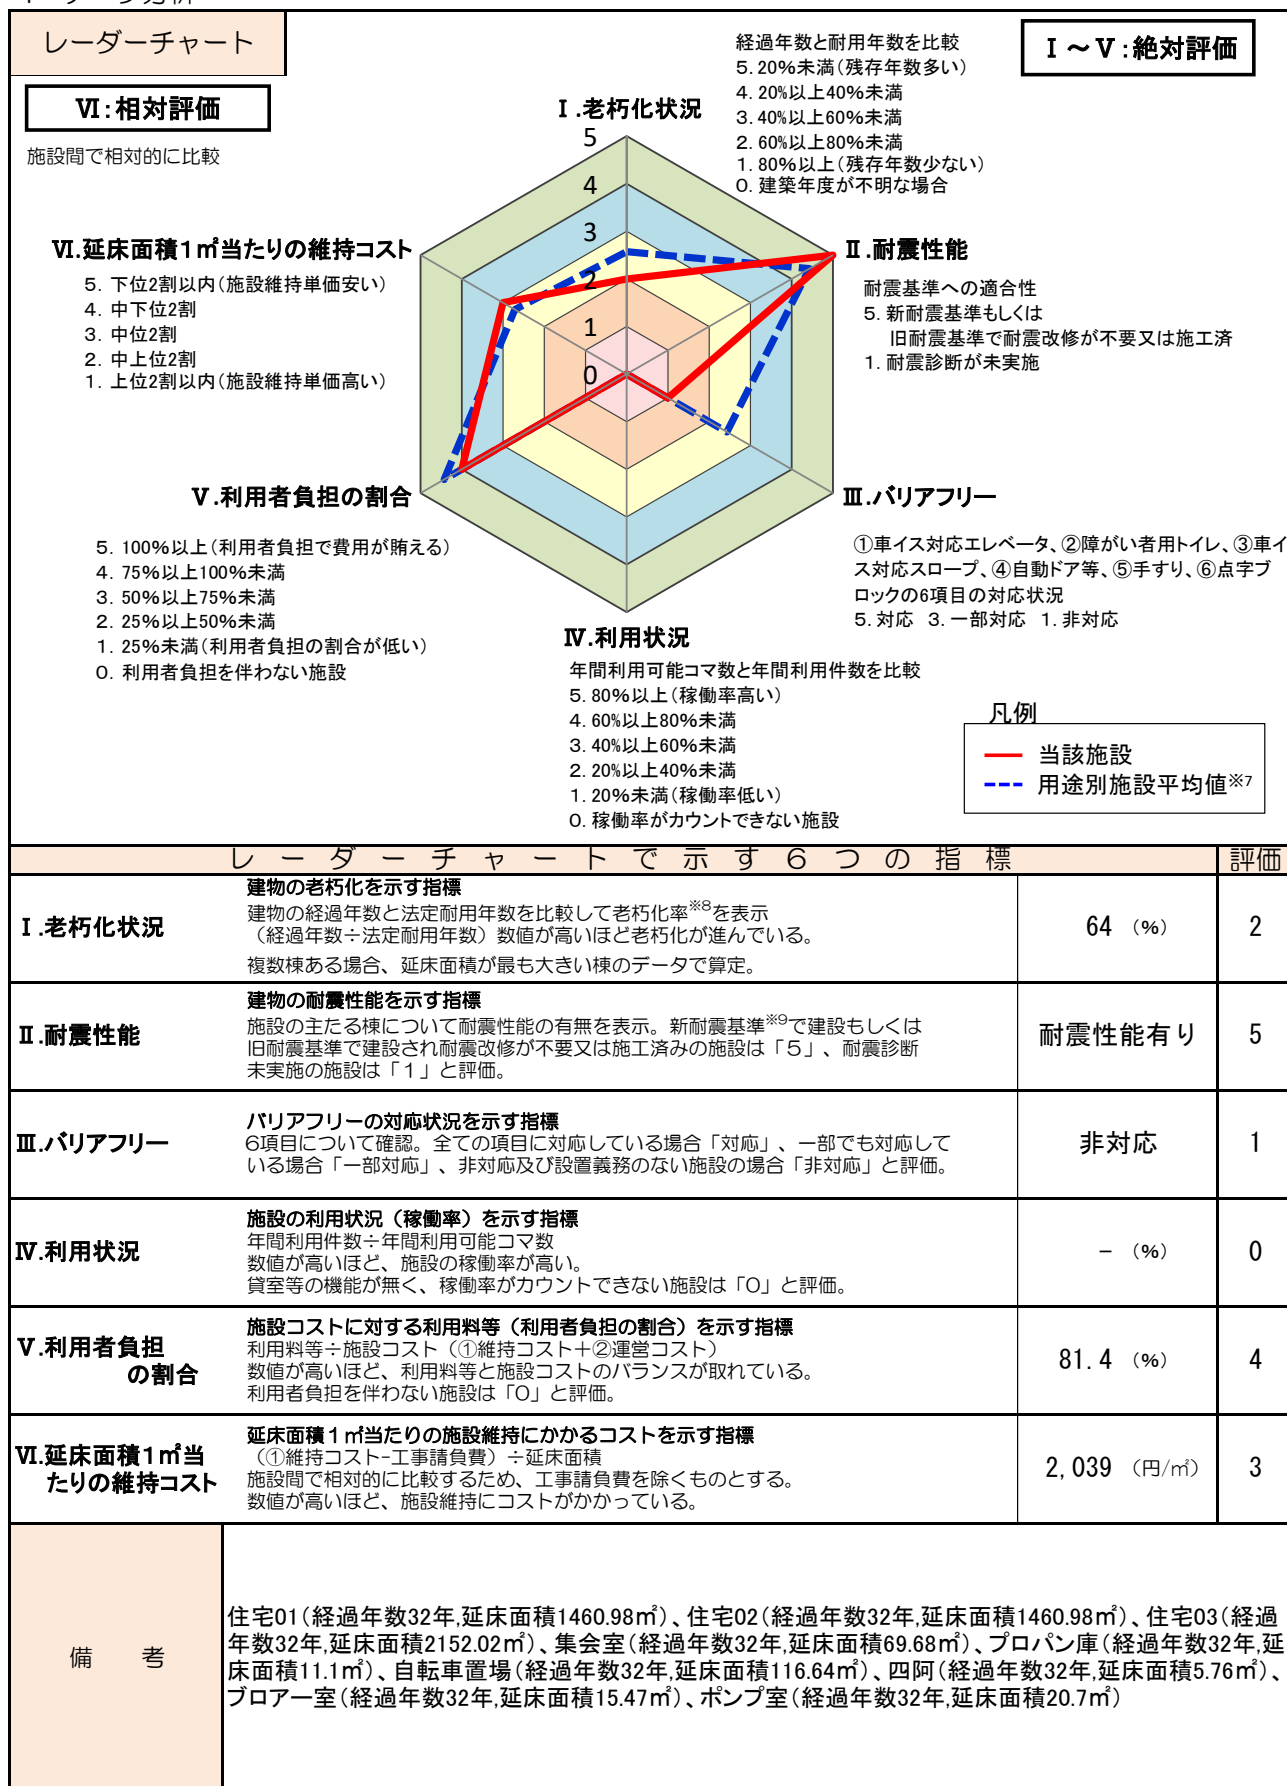 レーダーチャート
Ⅵ:相対評価
施設間で相対的に比較
Ⅰ～Ⅴ:絶対評価
経過年数と耐用年数を比較
5. 20%未満(残存年数多い)
4. 20%以上40%未満
3. 40%以上60%未満
2. 60%以上80%未満
1. 80%以上(残存年数少ない)
0. 建築年度が不明な場合
Ⅰ.老朽化状況
5
4
3
2
1
0
Ⅵ.延床面積1㎡当たりの維持コスト
5. 下位2割以内(施設維持単価安い)
4. 中下位2割
3. 中位2割
2. 中上位2割
1. 上位2割以内(施設維持単価高い)
Ⅱ.耐震性能
耐震基準への適合性
5. 新耐震基準もしくは
旧耐震基準で耐震改修が不要又は施工済
1. 耐震診断が未実施
Ⅴ.利用者負担の割合
5. 100%以上(利用者負担で費用が賄える)
4. 75%以上100%未満
3. 50%以上75%未満
2. 25%以上50%未満
1. 25%未満(利用者負担の割合が低い)
0. 利用者負担を伴わない施設
Ⅲ.バリアフリー
①車イス対応エレベータ、②障がい者用トイレ、③車イ
ス対応スロープ、④自動ドア等、⑤手すり、⑥点字ブ
ロックの6項目の対応状況
5. 対応 3. 一部対応 1. 非対応
Ⅳ.利用状況
年間利用可能コマ数と年間利用件数を比較
5. 80%以上(稼働率高い)
4. 60%以上80%未満
3. 40%以上60%未満
2. 20%以上40%未満
1. 20%未満(稼働率低い)
0. 稼働率がカウントできない施設
凡例
当該施設
用途別施設平均値※7
レーダーチャートで示す6つの指標 評価
Ⅰ.老朽化状況
建物の老朽化を示す指標
建物の経過年数と法定耐用年数を比較して老朽化率※8を表示
(経過年数÷法定耐用年数)数値が高いほど老朽化が進んでいる。
複数棟ある場合、延床面積が最も大きい棟のデータで算定。
64 (%) 2
Ⅱ.耐震性能
建物の耐震性能を示す指標
施設の主たる棟について耐震性能の有無を表示。新耐震基準※9で建設もしくは
旧耐震基準で建設され耐震改修が不要又は施工済みの施設は「5」、耐震診断
未実施の施設は「1」と評価。
耐震性能有り 5
Ⅲ.バリアフリー
バリアフリーの対応状況を示す指標
6項目について確認。全ての項目に対応している場合「対応」、一部でも対応して
いる場合「一部対応」、非対応及び設置義務のない施設の場合「非対応」と評価。
非対応 1
Ⅳ.利用状況
施設の利用状況(稼働率)を示す指標
年間利用件数÷年間利用可能コマ数
数値が高いほど、施設の稼働率が高い。
貸室等の機能が無く、稼働率がカウントできない施設は「0」と評価。
－ (%) 0
Ⅴ.利用者負担
の割合
施設コストに対する利用料等(利用者負担の割合)を示す指標
利用料等÷施設コスト(①維持コスト+②運営コスト)
数値が高いほど、利用料等と施設コストのバランスが取れている。
利用者負担を伴わない施設は「0」と評価。
81.4 (%) 4
Ⅵ.延床面積1㎡当
たりの維持コスト
延床面積1㎡当たりの施設維持にかかるコストを示す指標
(①維持コスト-工事請負費)÷延床面積
施設間で相対的に比較するため、工事請負費を除くものとする。
数値が高いほど、施設維持にコストがかかっている。
2,039 (円/㎡) 3
備 考
住宅01(経過年数32年,延床面積1460.98㎡)、住宅02(経過年数32年,延床面積1460.98㎡)、住宅03(経過
年数32年,延床面積2152.02㎡)、集会室(経過年数32年,延床面積69.68㎡)、プロパン庫(経過年数32年,延
床面積11.1㎡)、自転車置場(経過年数32年,延床面積116.64㎡)、四阿(経過年数32年,延床面積5.76㎡)、
ブロアー室(経過年数32年,延床面積15.47㎡)、ポンプ室(経過年数32年,延床面積20.7㎡)